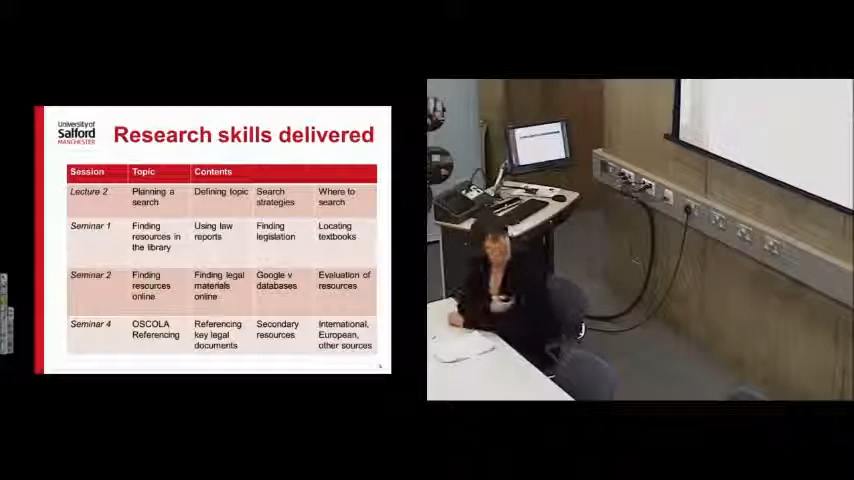 University of
Salford
MANCHESTER
Research skills delivered
Session Topic Contents
Lecture 2 Planning a search Defining topic Search strategies Where to search
Seminar 1 Finding resources in the library Using law reports Finding legislation Locating textbooks
Seminar 2 Finding resources online Finding legal materials online Google v databases Evaluation of resources
Seminar 4 OSCOLA Referencing Referencing key legal documents Secondary resources International, European, other sources